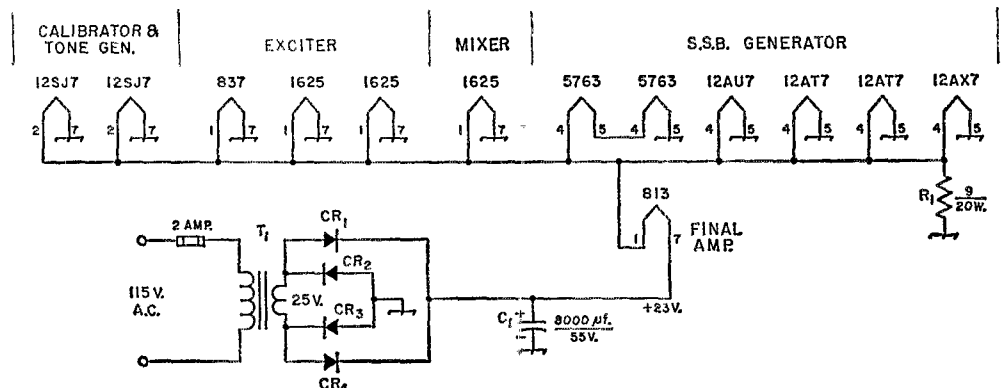 CALIBRATOR & TONE GEN.
EXCITER
MIXER
S.S.B. GENERATOR
12SJ7 12SJ7 837 1625 1625 1625 5763 5763 12AU7 12AT7 12AT7 12AX7
2 7 2 7 1 7 1 7 1 7 1 7 4 5 4 5 4 5 4 5 4 5 4 5
R1 9 20W.
813
1 7
FINAL AMP.
2 AMP.
T1
CR1
CR2
115V. A.C.
25V.
CR3
+23V.
C1 + - 8000 µf. 55V.